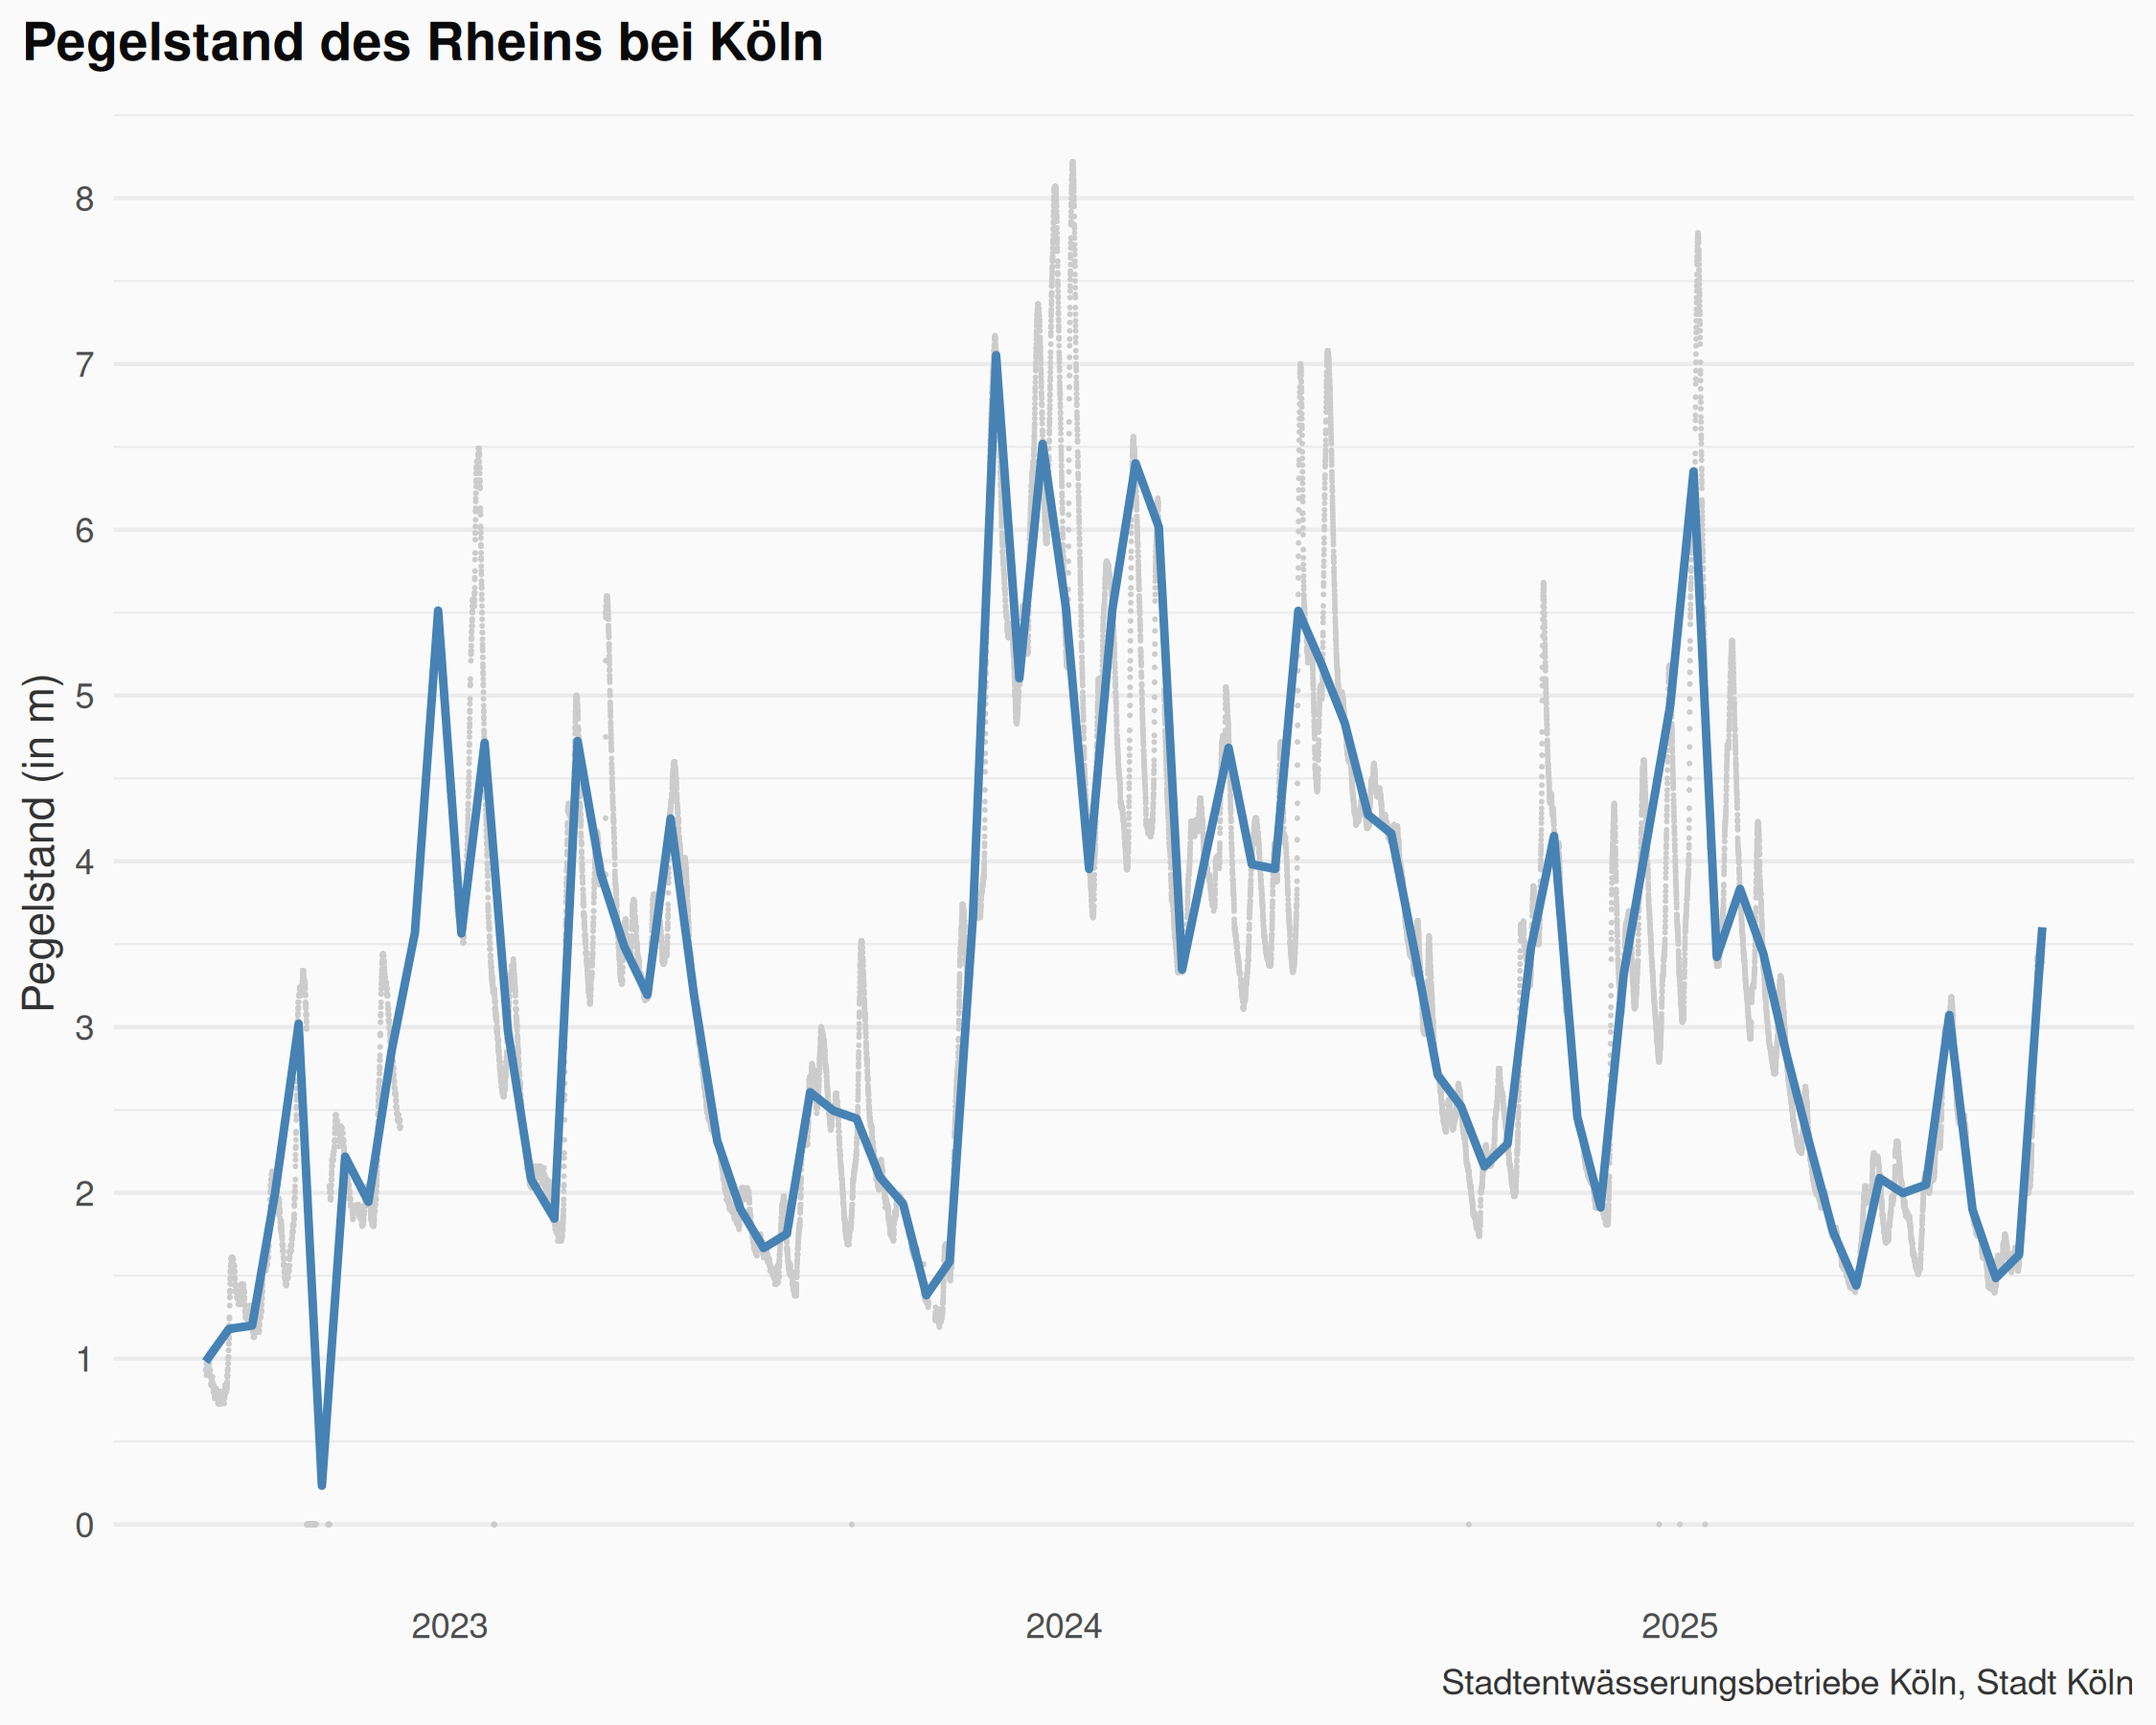 Pegelstand des Rheins bei Köln
Pegelstand (in m)
8
7
6
5
4
3
2
1
0
2023 2024 2025
Stadtentwässerungsbetriebe Köln, Stadt Köln